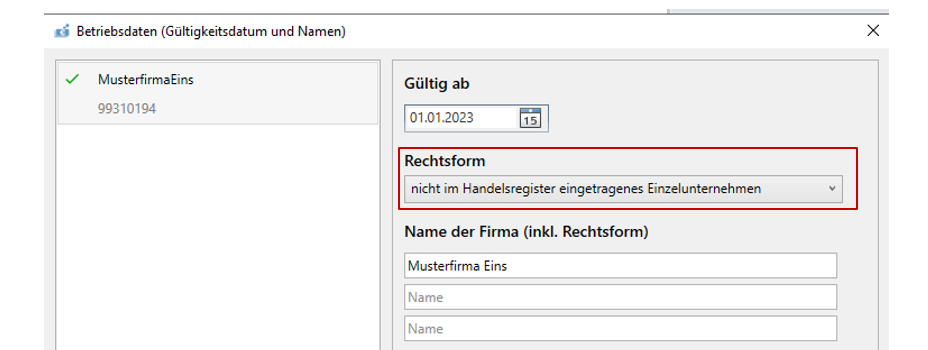 Betriebsdaten (Gültigkeitsdatum und Namen)
MusterfirmaEins
99310194
Gültig ab
01.01.2023
15
Rechtsform
nicht im Handelsregister eingetragenes Einzelunternehmen
Name der Firma (inkl. Rechtsform)
Musterfirma Eins
Name
Name